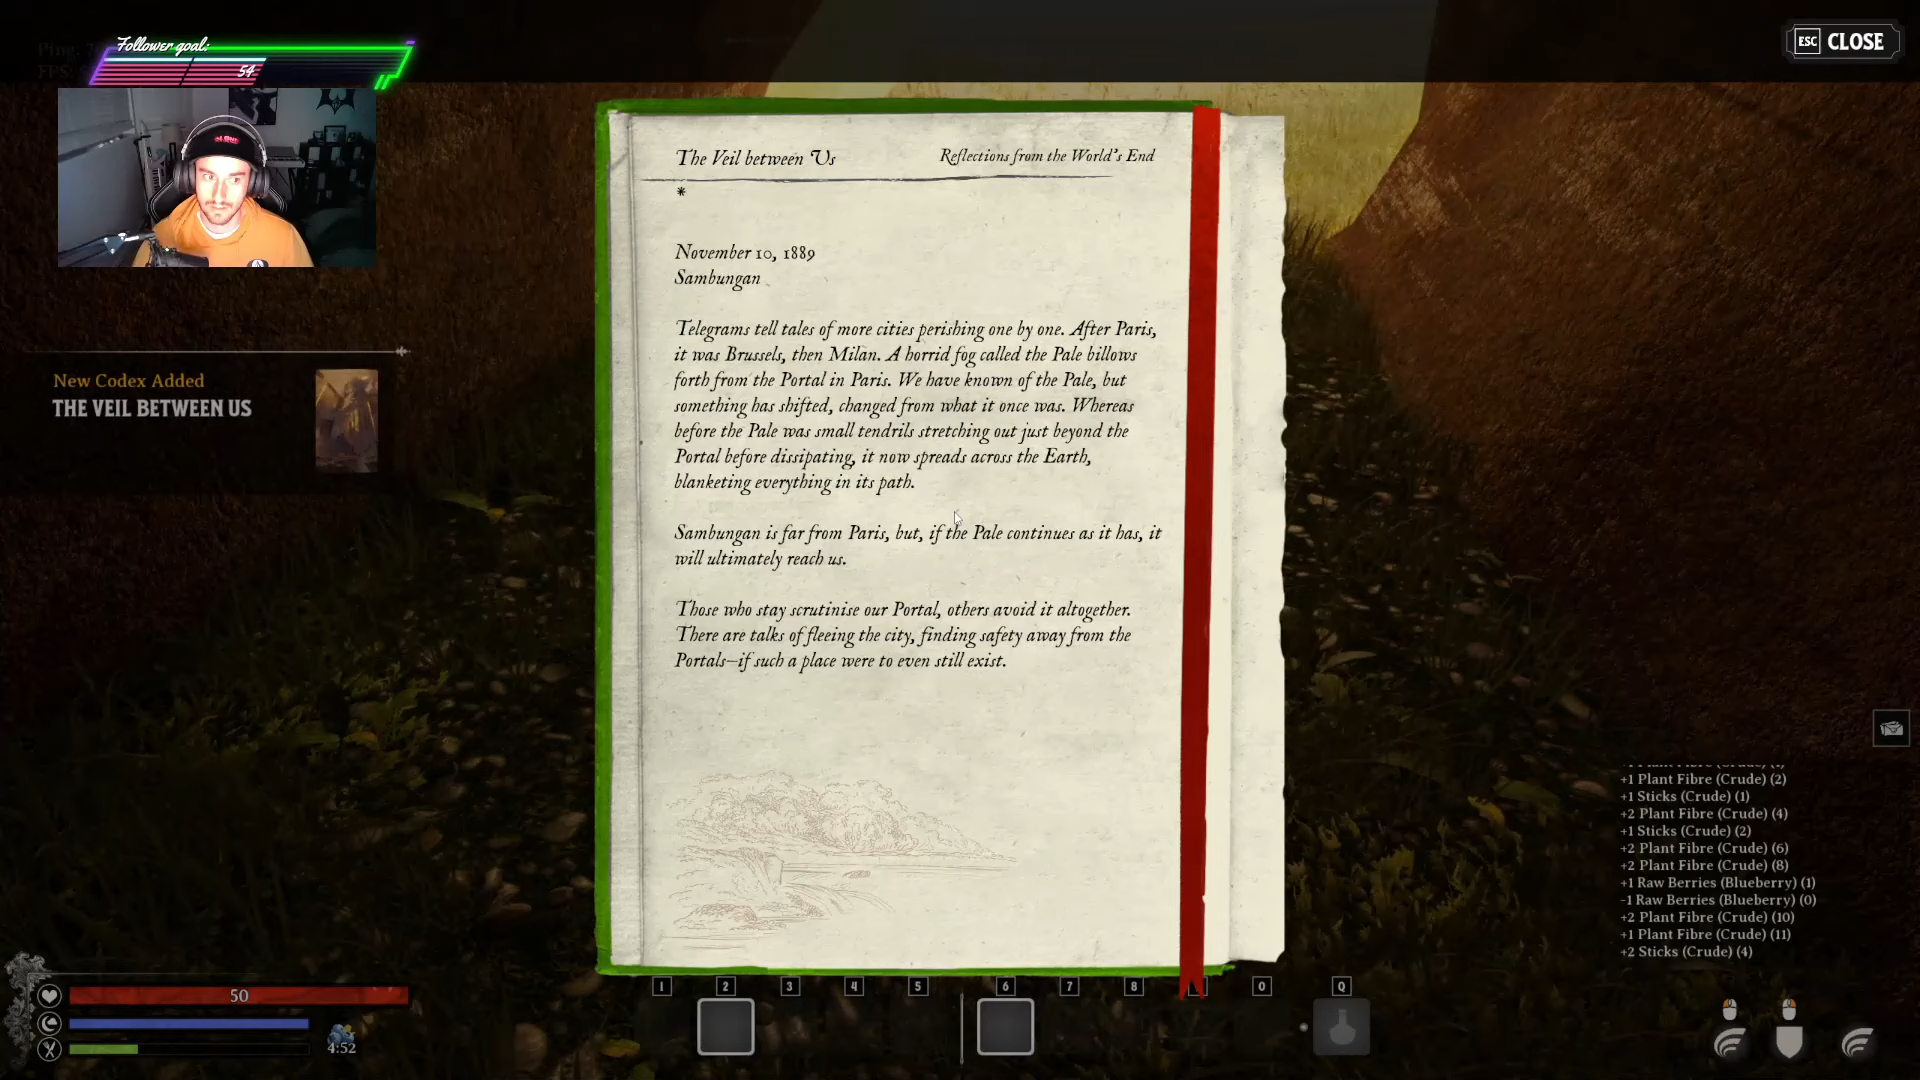 Follower goal:
54
ESC CLOSE
The Veil between Us
Reflections from the World's End
*
November 10, 1889
Sambungan
Telegrams tell tales of more cities perishing one by one. After Paris,
it was Brussels, then Milan. A horrid fog called the Pale billows
forth from the Portal in Paris. We have known of the Pale, but
something has shifted, changed from what it once was. Whereas
before the Pale was small tendrils stretching out just beyond the
Portal before dissipating, it now spreads across the Earth,
blanketing everything in its path.
Sambungan is far from Paris, but, if the Pale continues as it has, it
will ultimately reach us.
Those who stay scrutinise our Portal, others avoid it altogether.
There are talks of fleeing the city, finding safety away from the
Portals—if such a place were to even still exist.
New Codex Added
THE VEIL BETWEEN US
+1 Plant Fibre (Crude) (2)
+1 Sticks (Crude) (1)
+2 Plant Fibre (Crude) (4)
+1 Sticks (Crude) (2)
+2 Plant Fibre (Crude) (6)
+2 Plant Fibre (Crude) (8)
+1 Raw Berries (Blueberry) (1)
-1 Raw Berries (Blueberry) (0)
+2 Plant Fibre (Crude) (10)
+1 Plant Fibre (Crude) (11)
+2 Sticks (Crude) (4)
50
4:52
1 2 3 4 5 6 7 8 0 Q